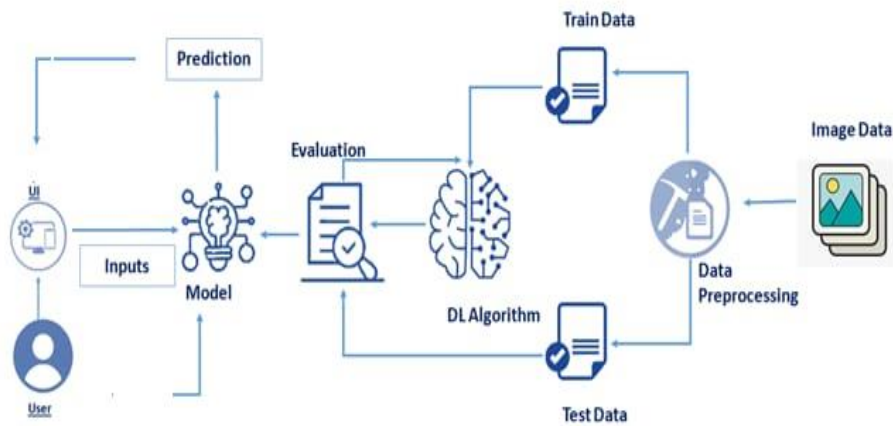 Train Data
Prediction
Image Data
Evaluation
UI
Inputs
Model
Data
Preprocessing
DL Algorithm
User
Test Data